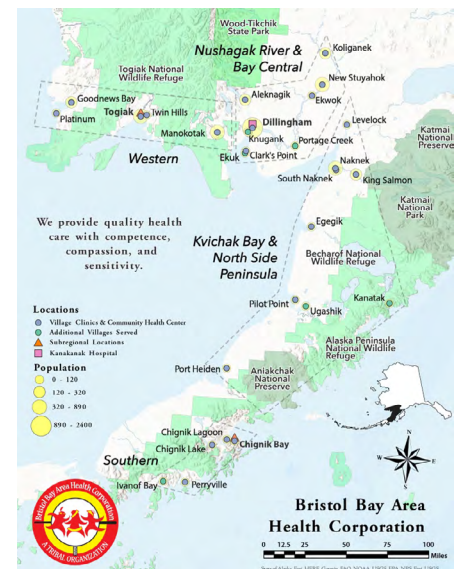 Wood-Tikchik
State Park
Nushagak River &
Bay Central
Koliganek
Togiak National
Wildlife Refuge
New Stuyahok
Goodnews Bay
Aleknagik
Ekwok
Platinum
Togiak
Twin Hills
Dillingham
Levelock
Manokotak
Knugank
Portage Creek
Katmai
National
Preserve
Ekuk
Clark's Point
Western
Naknek
South Naknek
King Salmon
Katmai
National
Park
We provide quality health
care with competence,
compassion, and
sensitivity.
Egegik
Kvichak Bay &
North Side
Peninsula
Becharof National
Wildlife Refuge
Pilot Point
Ugashik
Kanatak
Locations
Village Clinics & Community Health Center
Additional Villages Served
Subregional Locations
Kanakanak Hospital
Alaska Peninsula
National Wildlife
Refuge
Population
0 - 120
120 - 320
320 - 890
890 - 2400
Port Heiden
Aniakchak
National
Preserve
Chignik Lagoon
Chignik Bay
Chignik Lake
Southern
Ivanof Bay
Perryville
N
W
E
S
Bristol Bay Area Health Corporation
A TRIBAL ORGANIZATION
Bristol Bay Area
Health Corporation
0 12.5 25 50 75 100
Miles